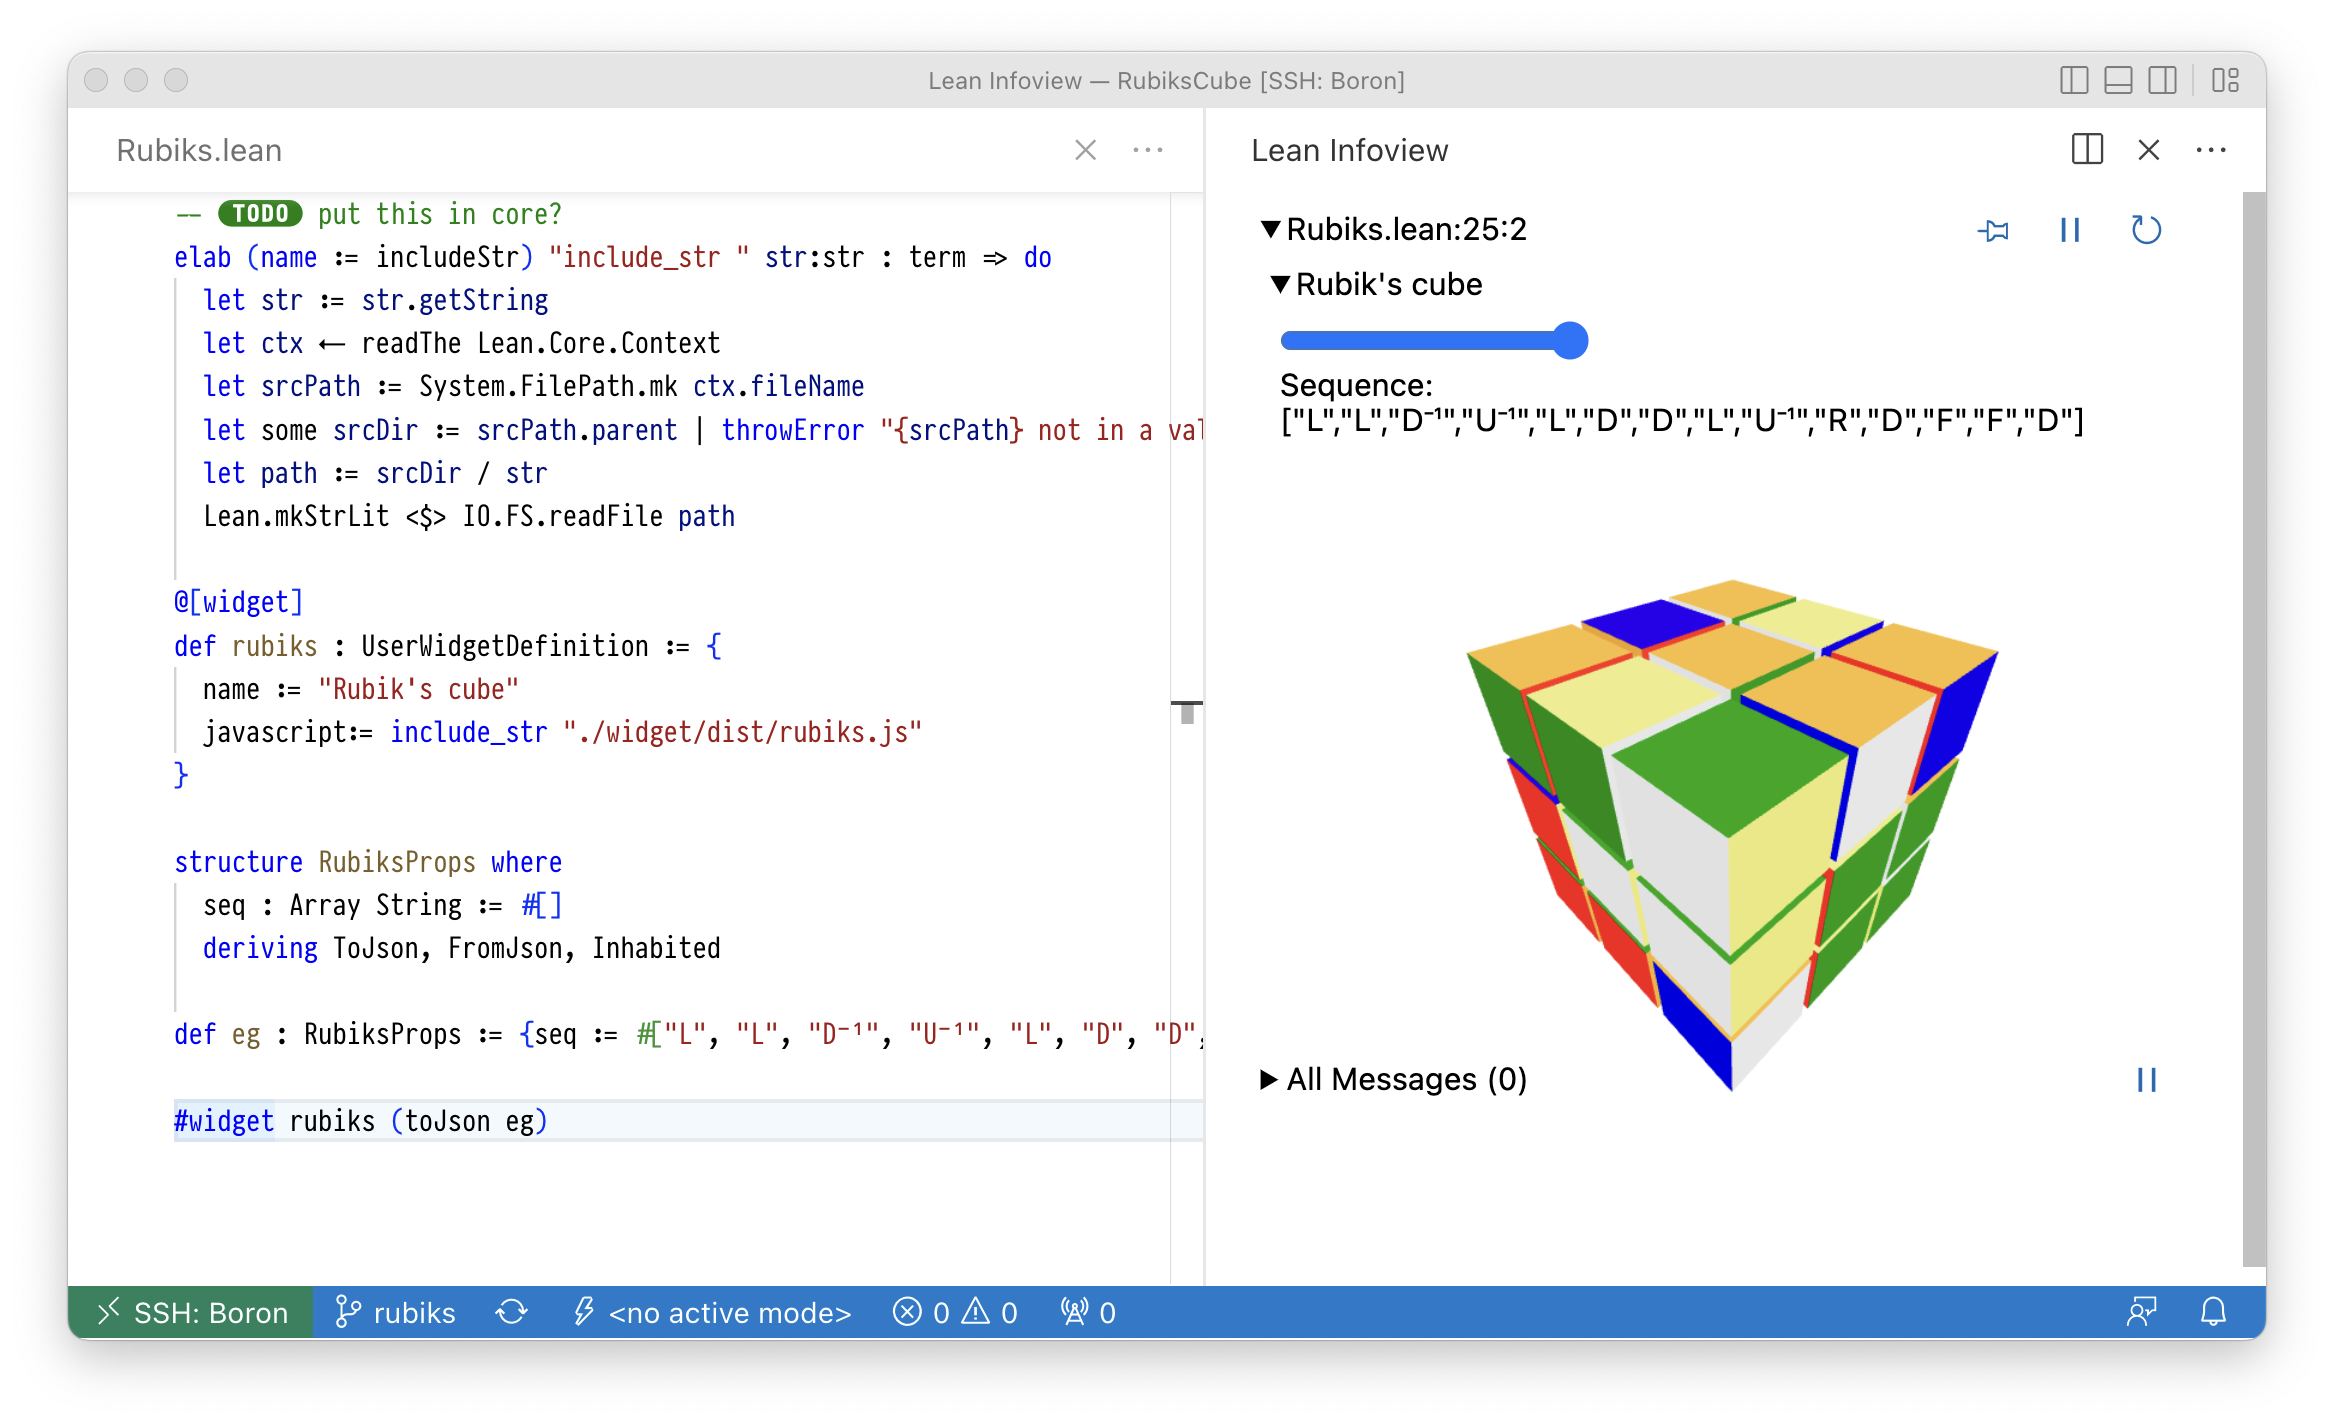 Lean Infoview — RubiksCube [SSH: Boron]
Rubiks.lean
-- TODO put this in core?
elab (name := includeStr) "include_str " str:str : term => do
let str := str.getString
let ctx ← readThe Lean.Core.Context
let srcPath := System.FilePath.mk ctx.fileName
let some srcDir := srcPath.parent | throwError "{srcPath} not in a val
let path := srcDir / str
Lean.mkStrLit <$> IO.FS.readFile path
@[widget]
def rubiks : UserWidgetDefinition := {
name := "Rubik's cube"
javascript:= include_str "./widget/dist/rubiks.js"
}
structure RubiksProps where
seq : Array String := #[]
deriving ToJson, FromJson, Inhabited
def eg : RubiksProps := {seq := #["L", "L", "D⁻¹", "U⁻¹", "L", "D", "D",
#widget rubiks (toJson eg)
Lean Infoview
Rubiks.lean:25:2
Rubik's cube
Sequence:
["L","L","D⁻¹","U⁻¹","L","D","D","L","U⁻¹","R","D","F","F","D"]
All Messages (0)
SSH: Boron rubiks <no active mode> 0 0 0